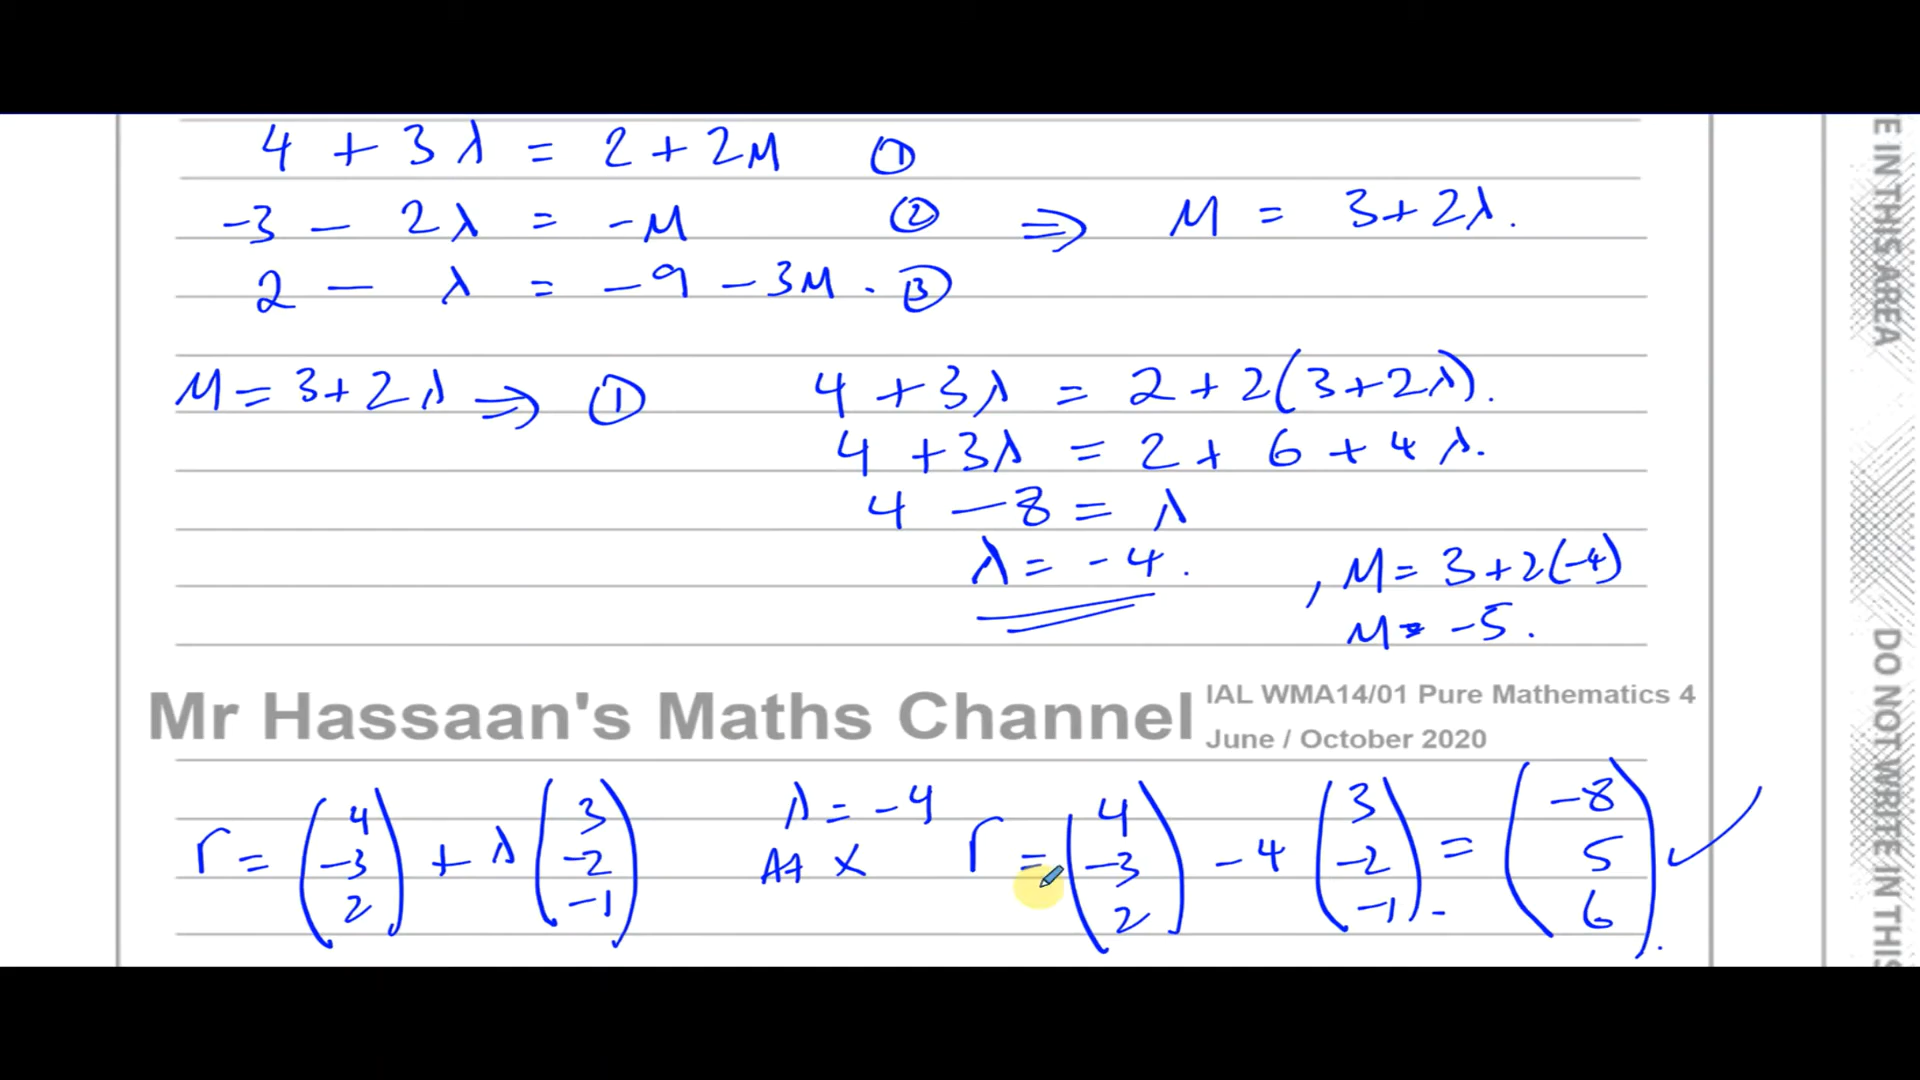 4 + 3λ = 2 + 2μ ①
-3 - 2λ = -μ ② ⇒ μ = 3+2λ.
2 - λ = -9 - 3μ . ③
μ = 3+2λ ⇒ ① 4 + 3λ = 2 + 2(3+2λ).
4 + 3λ = 2 + 6 + 4λ.
4 - 8 = λ
λ = -4. , μ = 3+2(-4)
μ = -5.
Mr Hassaan's Maths Channel
IAL WMA14/01 Pure Mathematics 4
June / October 2020
r = (4 -3 2) + λ (3 -2 -1) λ = -4 At X r = (4 -3 2) - 4 (3 -2 -1) = (-8 5 6) ✓
E IN THIS AREA
DO NOT WRITE IN THIS